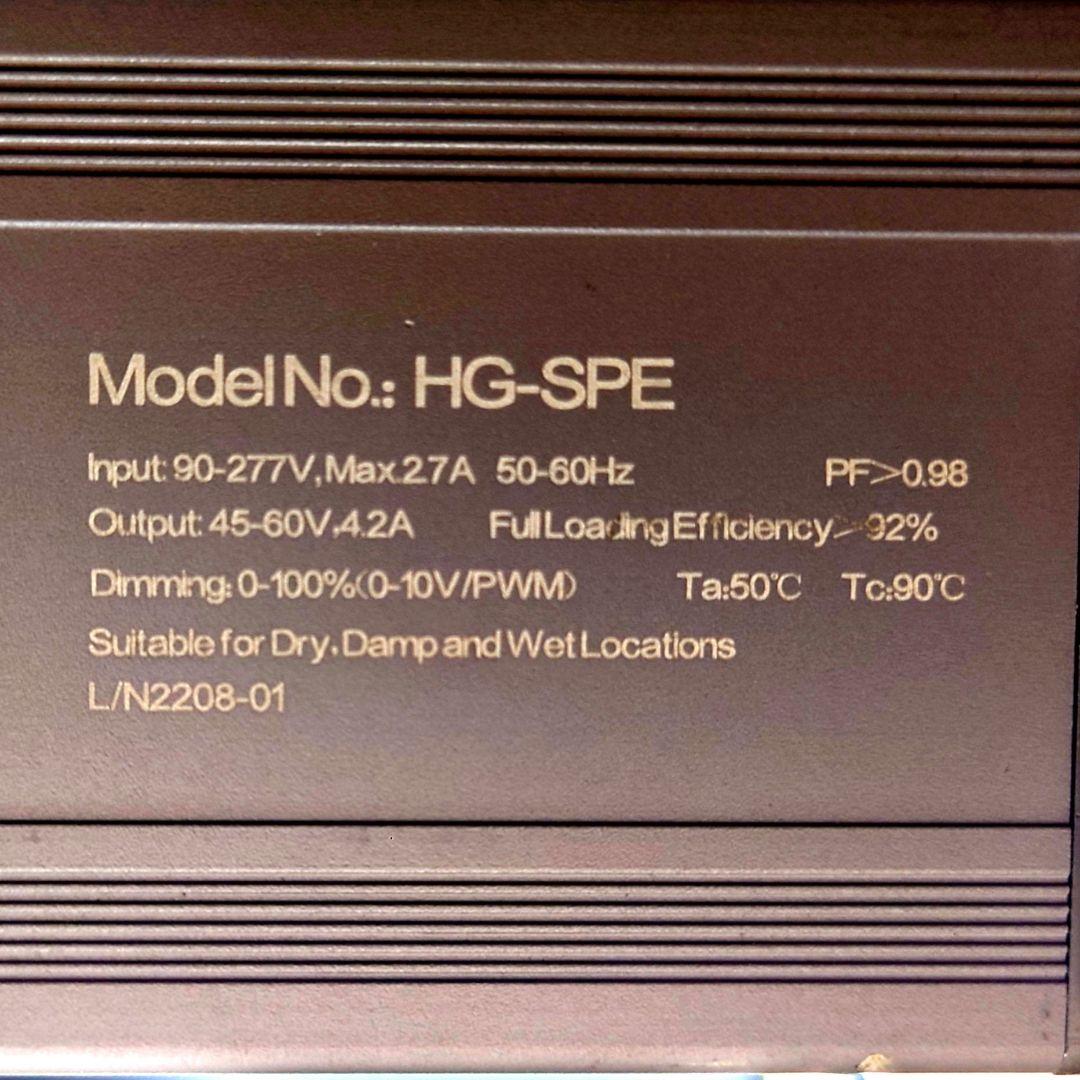 Model No.: HG-SPE
Input: 90-277V, Max.2.7A 50-60Hz PF>0.98
Output: 45-60V,4.2A Full Loading Efficiency>92%
Dimming: 0-100%(0-10V/PWM) Ta:50℃ Tc:90℃
Suitable for Dry, Damp and Wet Locations
L/N2208-01